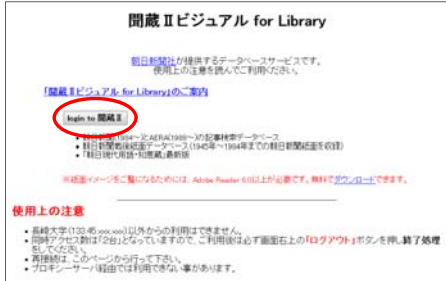 聞蔵Ⅱビジュアル for Library
朝日新聞社が提供するデータベースサービスです。
使用上の注意を読んでご利用ください。
「聞蔵Ⅱビジュアル for Library」のご案内
login to 聞蔵Ⅱ
朝日新聞(1984～)とAERA(1988～)の記事検索データベース
朝日新聞戦後紙面データベース(1945年～1984年までの朝日新聞紙面を収録)
「朝日現代用語・知恵蔵」最新版
※紙面イメージをご覧になるためには、Adobe Reader 6.0以上が必要です。無料でダウンロードできます。
使用上の注意
長崎大学(133.45.xxx.xxx)以外からの利用はできません。
同時アクセス数は「2台」となっていますので、ご利用後は必ず画面右上の「ログアウト」ボタンを押し終了処理
をしてください。
再接続は、このページから行って下さい。
プロキシーサーバ経由では利用できない事があります。